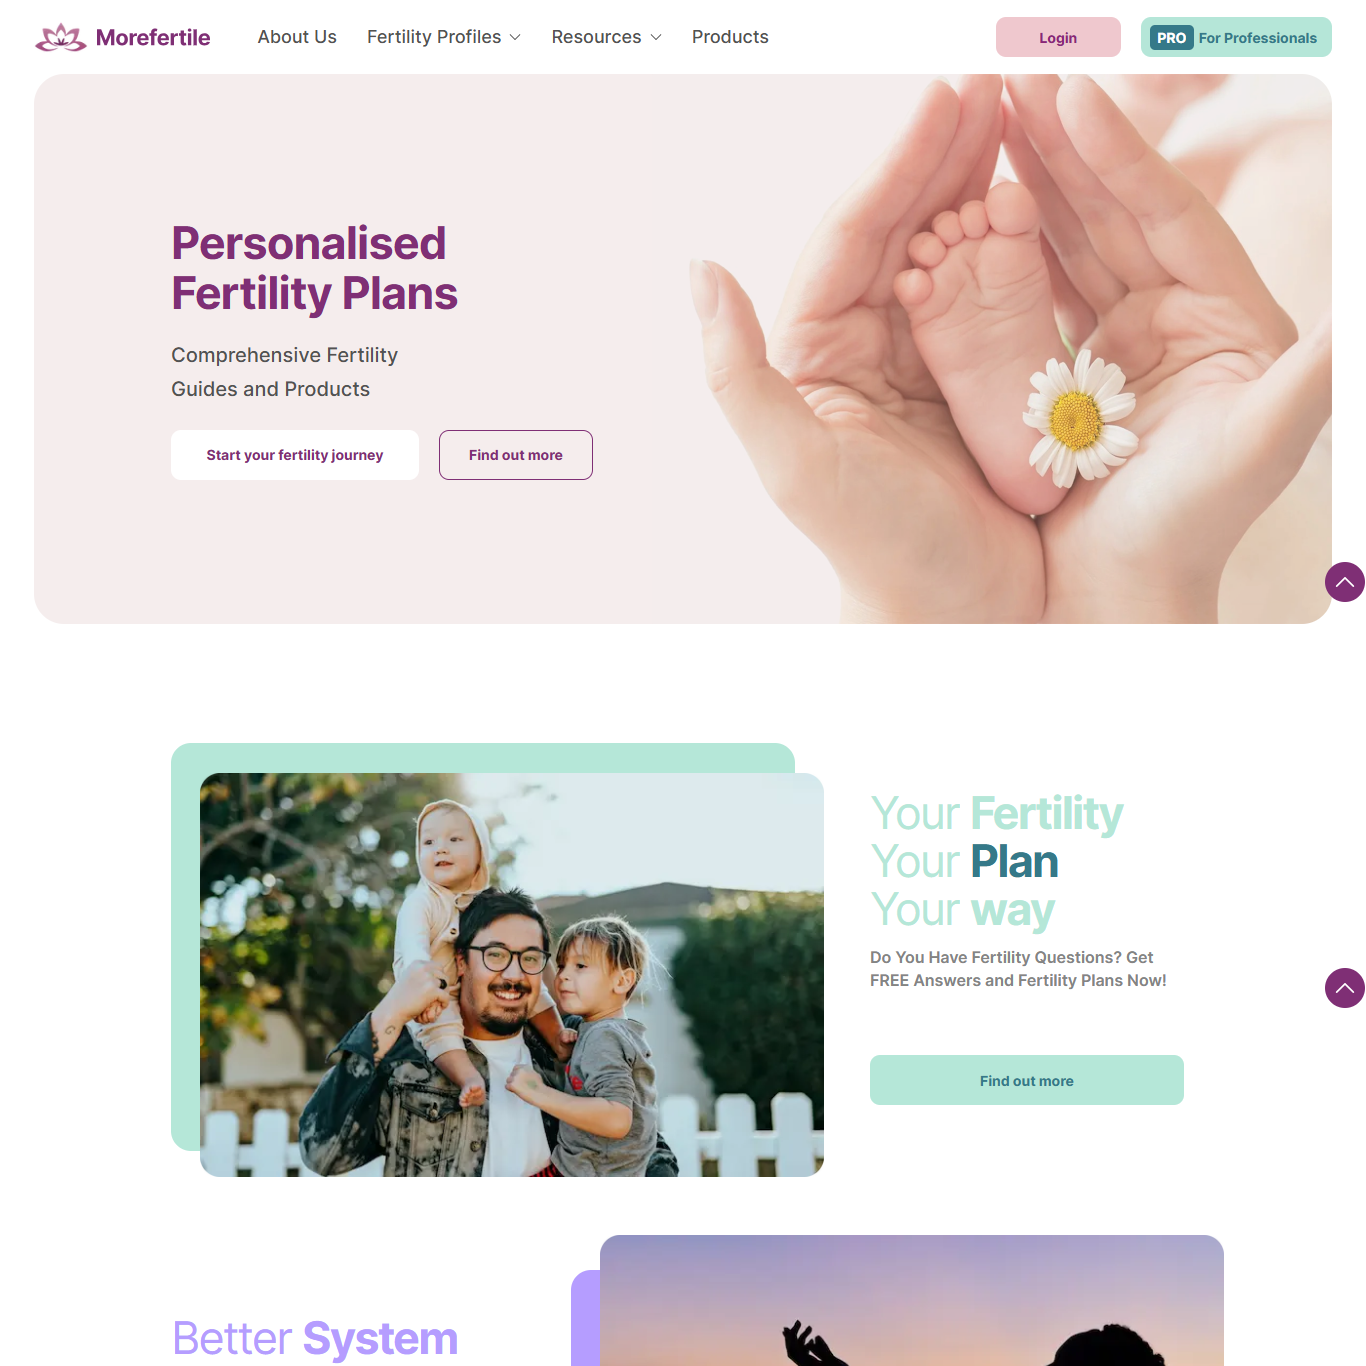 Morefertile
About Us
Fertility Profiles
Resources
Products
Login
PRO For Professionals
Personalised
Fertility Plans
Comprehensive Fertility
Guides and Products
Start your fertility journey
Find out more
Your Fertility
Your Plan
Your way
Do You Have Fertility Questions? Get
FREE Answers and Fertility Plans Now!
Find out more
Better System